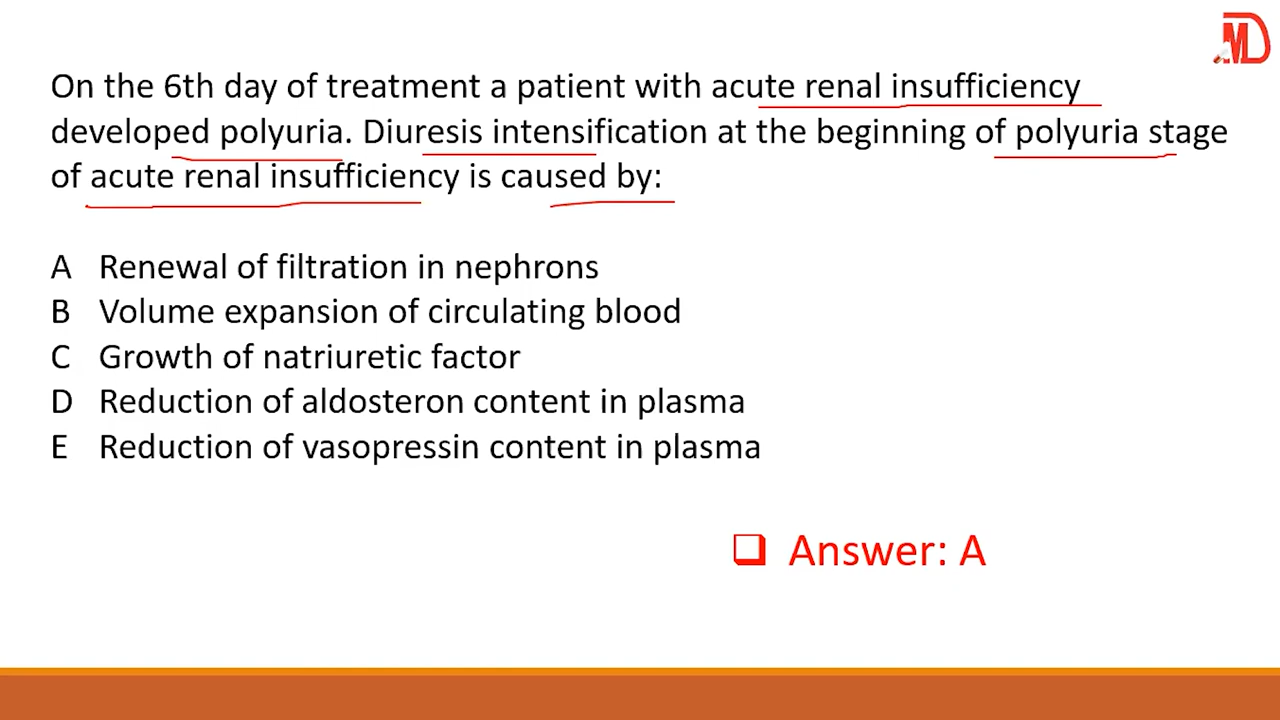 MD
On the 6th day of treatment a patient with acute renal insufficiency
developed polyuria. Diuresis intensification at the beginning of polyuria stage
of acute renal insufficiency is caused by:
A Renewal of filtration in nephrons
B Volume expansion of circulating blood
C Growth of natriuretic factor
D Reduction of aldosteron content in plasma
E Reduction of vasopressin content in plasma
❑ Answer: A